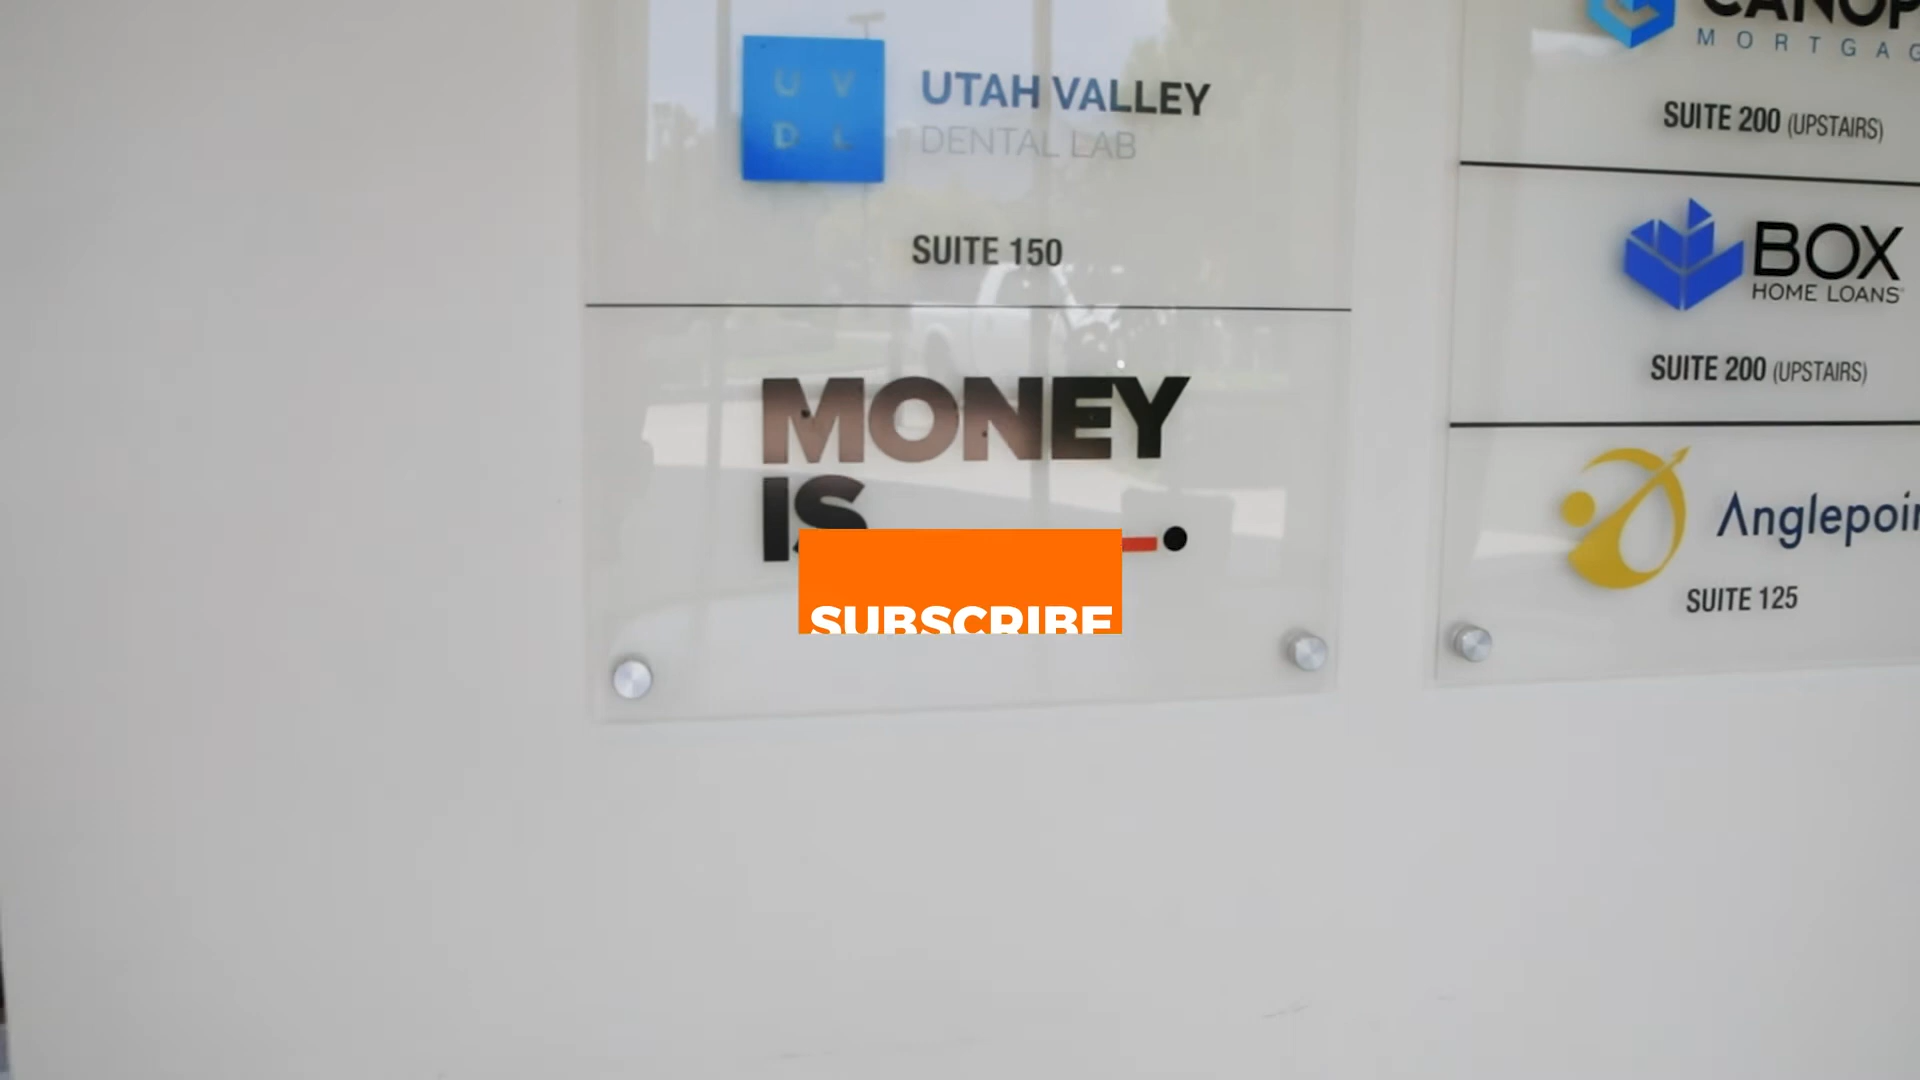 U V
D L
UTAH VALLEY
DENTAL LAB
SUITE 150
MONEY
IS
SUBSCRIBE
MORTGAG
SUITE 200 (UPSTAIRS)
BOX
HOME LOANS
SUITE 200 (UPSTAIRS)
Anglepoin
SUITE 125